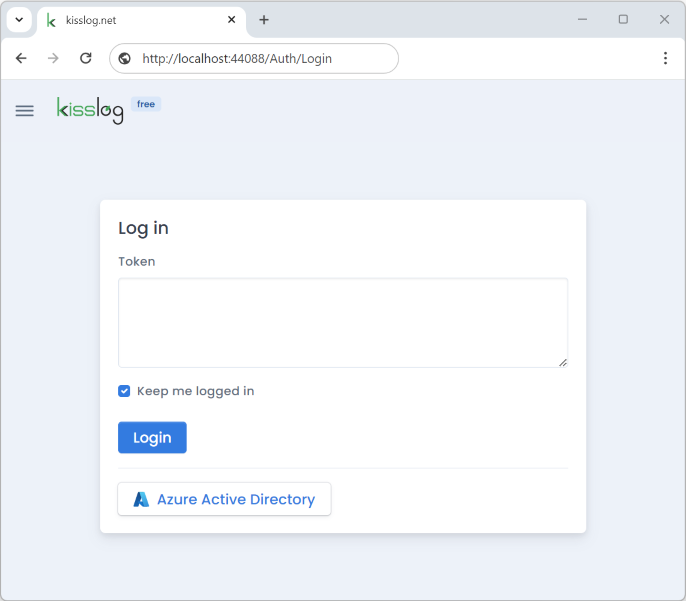 kisslog.net
http://localhost:44088/Auth/Login
kisslog free
Log in
Token
Keep me logged in
Login
Azure Active Directory